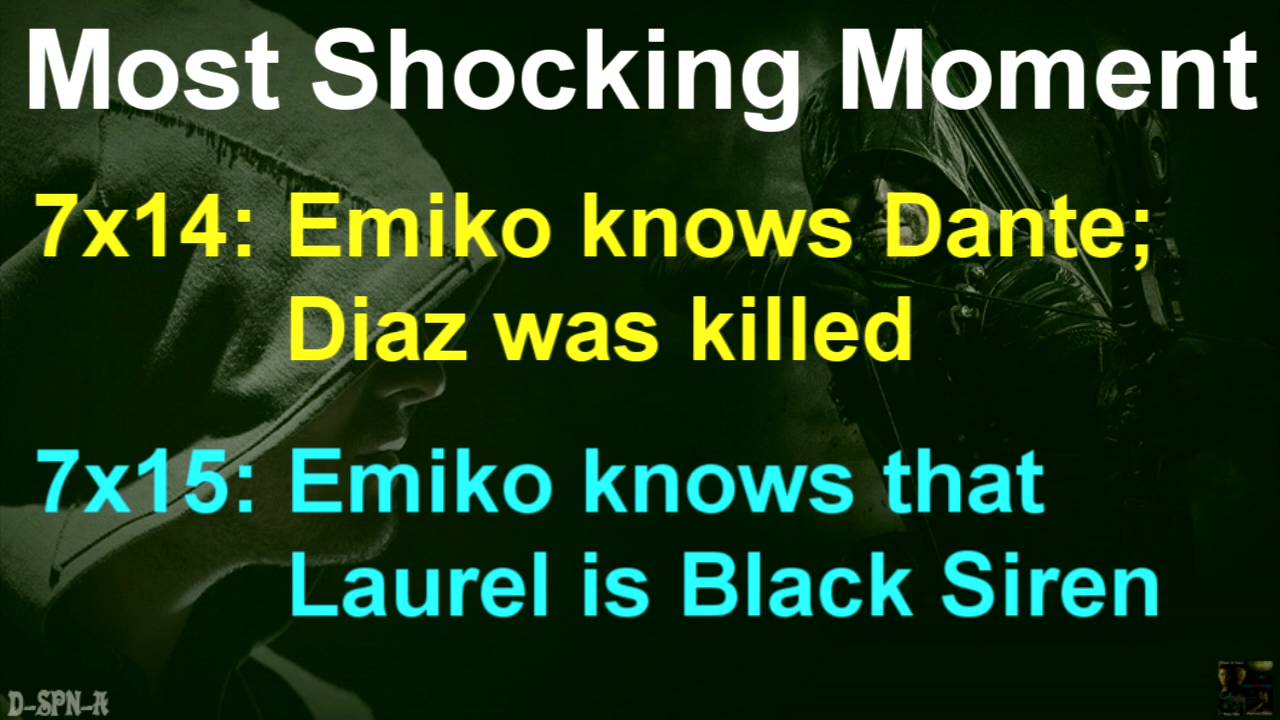 Most Shocking Moment
7x14: Emiko knows Dante;
Diaz was killed
7x15: Emiko knows that
Laurel is Black Siren
D-SPN-A